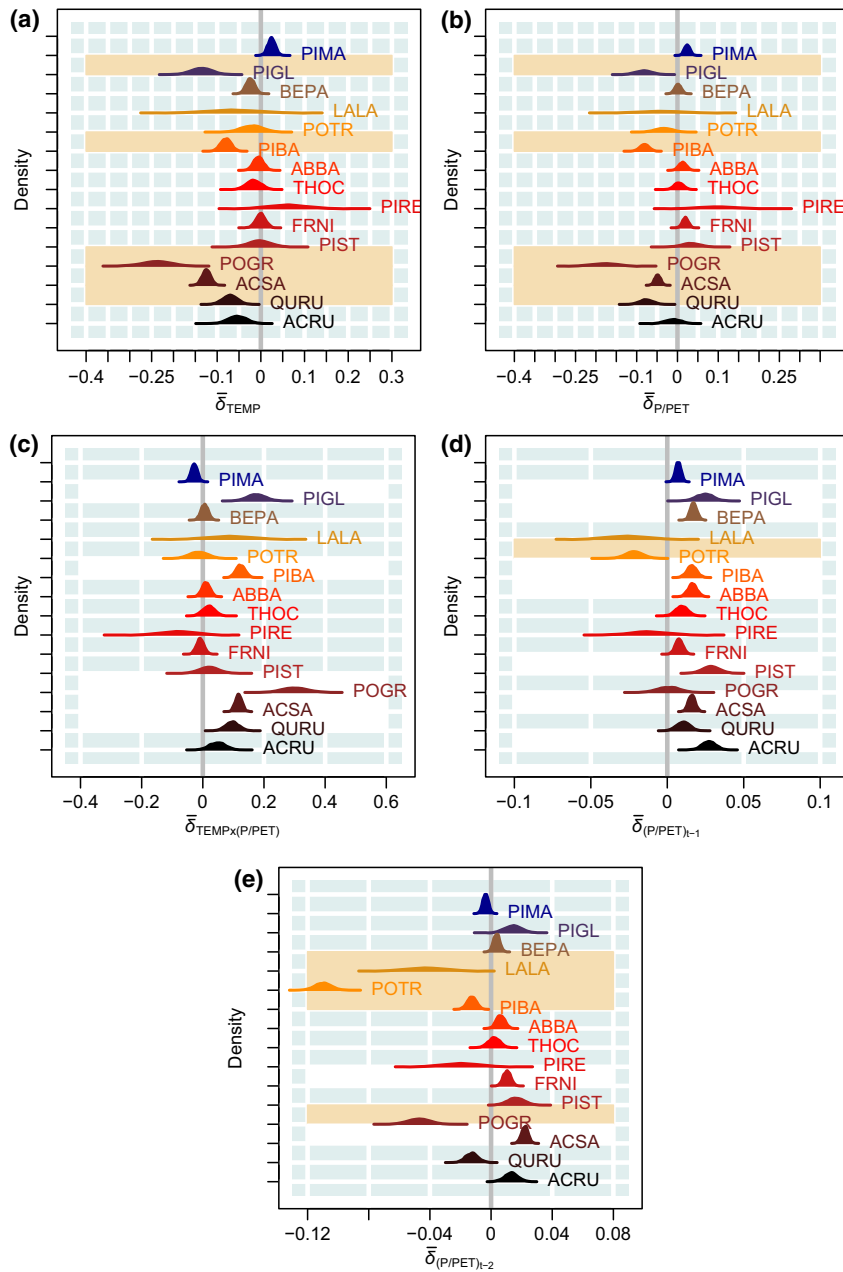 (a)
Density
PIMA
PIGL
BEPA
LALA
POTR
PIBA
ABBA
THOC
PIRE
FRNI
PIST
POGR
ACSA
QURU
ACRU
−0.4 −0.25 −0.1 0 0.1 0.2 0.3
δ̄TEMP
(b)
Density
PIMA
PIGL
BEPA
LALA
POTR
PIBA
ABBA
THOC
PIRE
FRNI
PIST
POGR
ACSA
QURU
ACRU
−0.4 −0.25 −0.1 0 0.1 0.25
δ̄P/PET
(c)
Density
PIMA
PIGL
BEPA
LALA
POTR
PIBA
ABBA
THOC
PIRE
FRNI
PIST
POGR
ACSA
QURU
ACRU
−0.4 −0.2 0 0.2 0.4 0.6
δ̄TEMPx(P/PET)
(d)
Density
PIMA
PIGL
BEPA
LALA
POTR
PIBA
ABBA
THOC
PIRE
FRNI
PIST
POGR
ACSA
QURU
ACRU
−0.1 −0.05 0 0.05 0.1
δ̄(P/PET)t−1
(e)
Density
PIMA
PIGL
BEPA
LALA
POTR
PIBA
ABBA
THOC
PIRE
FRNI
PIST
POGR
ACSA
QURU
ACRU
−0.12 −0.04 0 0.04 0.08
δ̄(P/PET)t−2